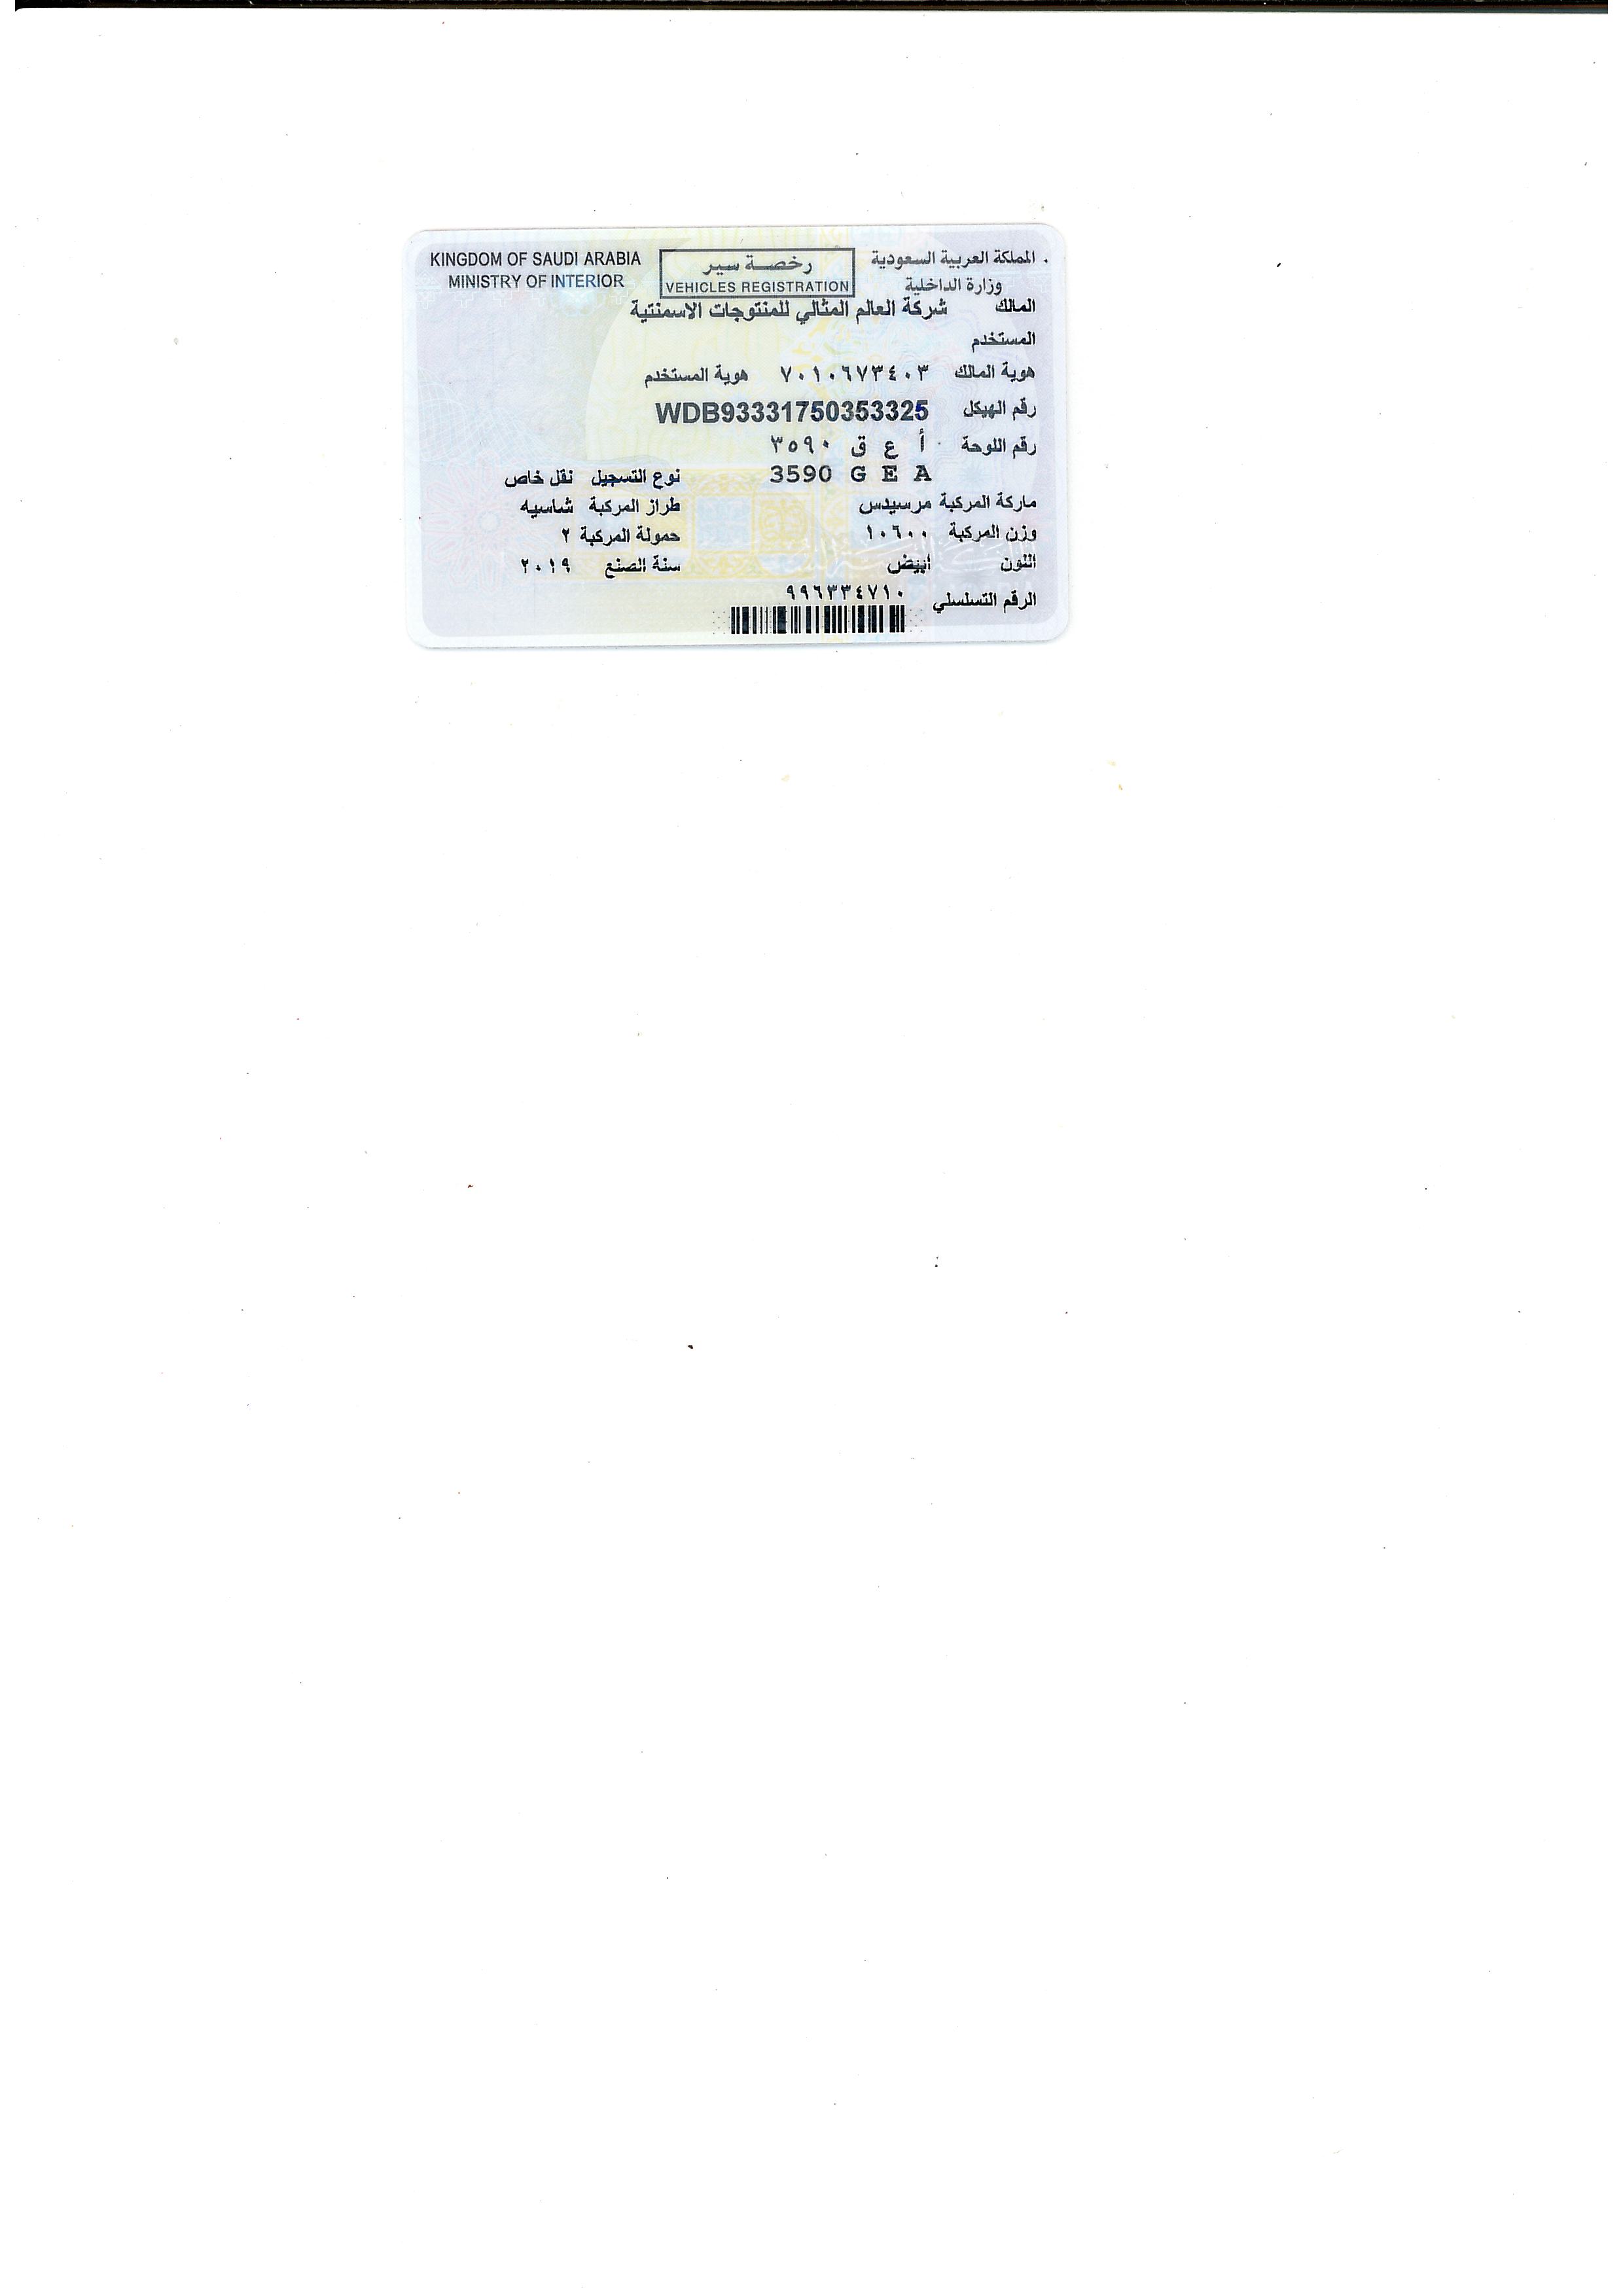 KINGDOM OF SAUDI ARABIA
رخصة سير
المملكة العربية السعودية
MINISTRY OF INTERIOR
VEHICLES REGISTRATION
وزارة الداخلية
المالك شركة العالم المثالي للمنتوجات الاسمنتية
المستخدم
هوية المالك ٧٠١٠٦٧٣٤٠٣ هوية المستخدم
رقم الهيكل WDB93331750353325
رقم اللوحة أ ع ق ٣٥٩٠
3590 G E A
نوع التسجيل نقل خاص
ماركة المركبة مرسيدس طراز المركبة شاسيه
وزن المركبة ١٠٦٠٠ حمولة المركبة ٢
اللون أبيض سنة الصنع ٢٠١٩
الرقم التسلسلي ٩٩٦٣٣٤٧١٠